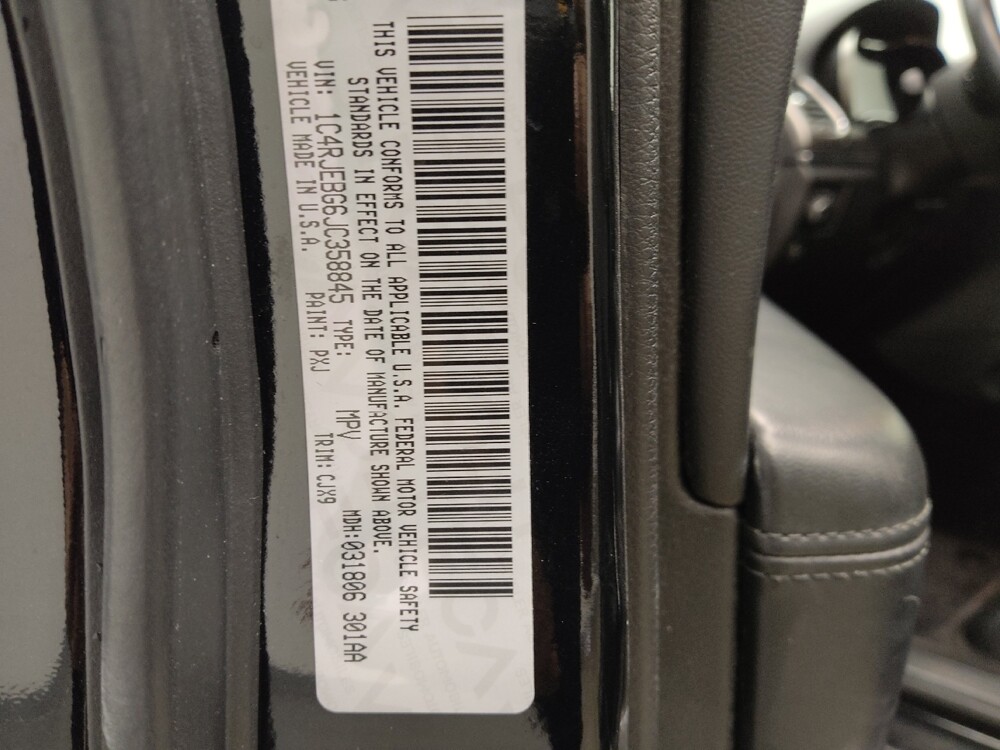 THIS VEHICLE CONFORMS TO ALL APPLICABLE U.S.A. FEDERAL MOTOR VEHICLE SAFETY
STANDARDS IN EFFECT ON THE DATE OF MANUFACTURE SHOWN ABOVE.
VIN: 1C4RJEBG6JC358845 TYPE: MPV MDH:031806 301AA
VEHICLE MADE IN U.S.A. PAINT: PXJ TRIM: CJX9